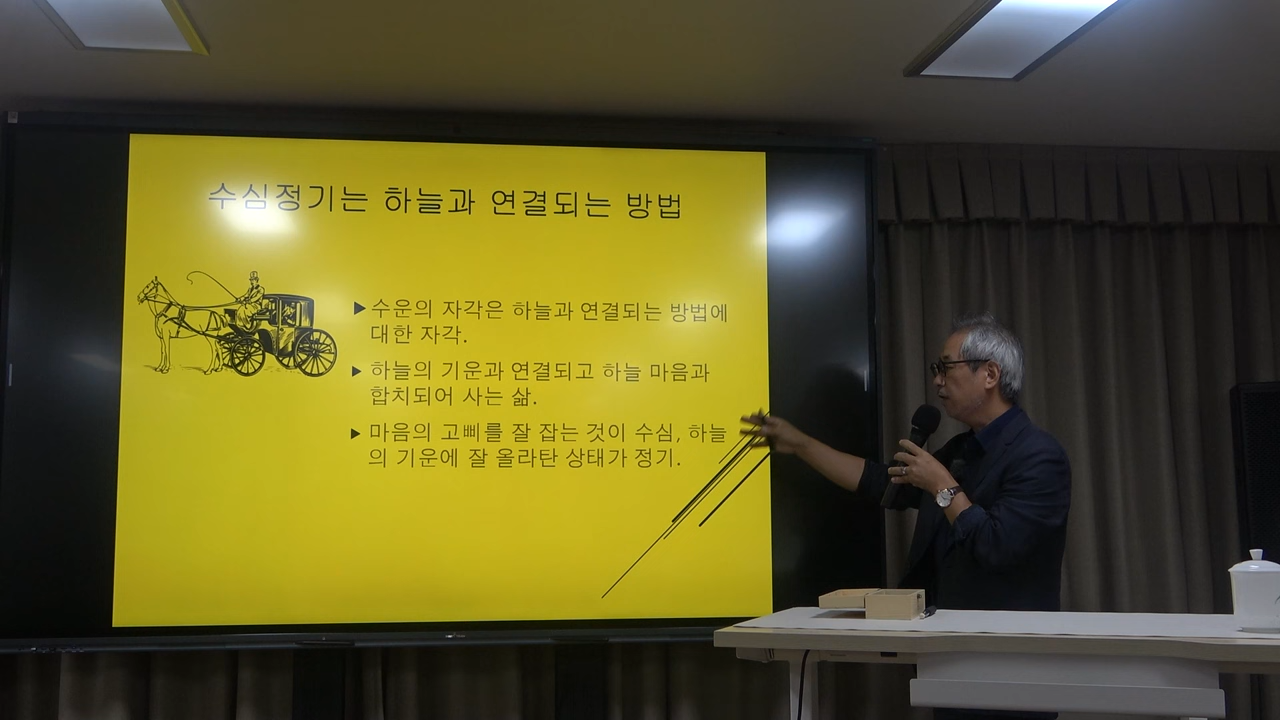 수심정기는 하늘과 연결되는 방법
▶수운의 자각은 하늘과 연결되는 방법에
대한 자각.
▶하늘의 기운과 연결되고 하늘 마음과
합치되어 사는 삶.
▶마음의 고삐를 잘 잡는 것이 수심, 하늘
의 기운에 잘 올라탄 상태가 정기.